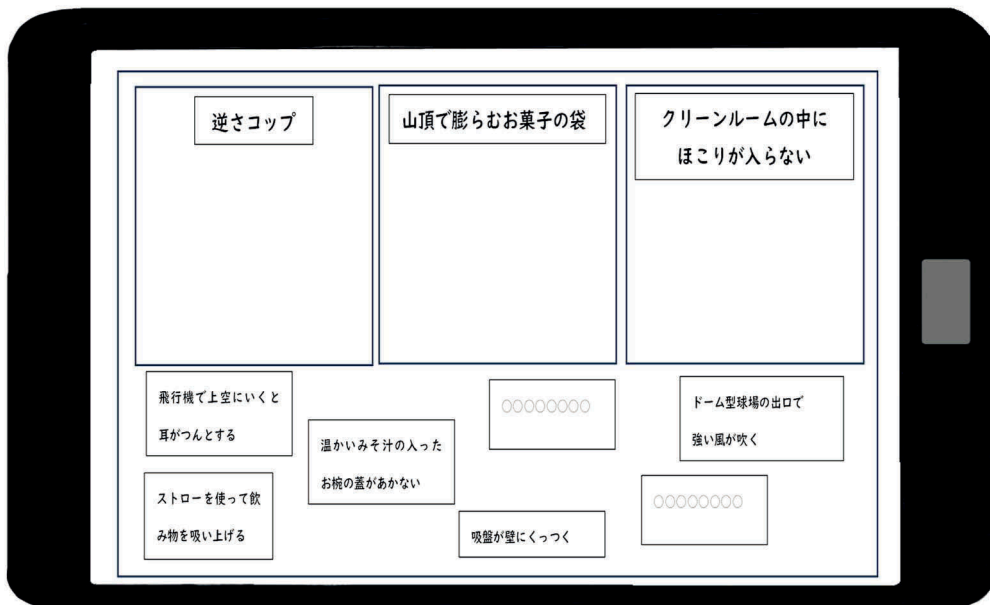 逆さコップ
山頂で膨らむお菓子の袋
クリーンルームの中に
ほこりが入らない
飛行機で上空にいくと
耳がつんとする
温かいみそ汁の入った
お椀の蓋があかない
○○○○○○○○
ドーム型球場の出口で
強い風が吹く
ストローを使って飲
み物を吸い上げる
吸盤が壁にくっつく
○○○○○○○○